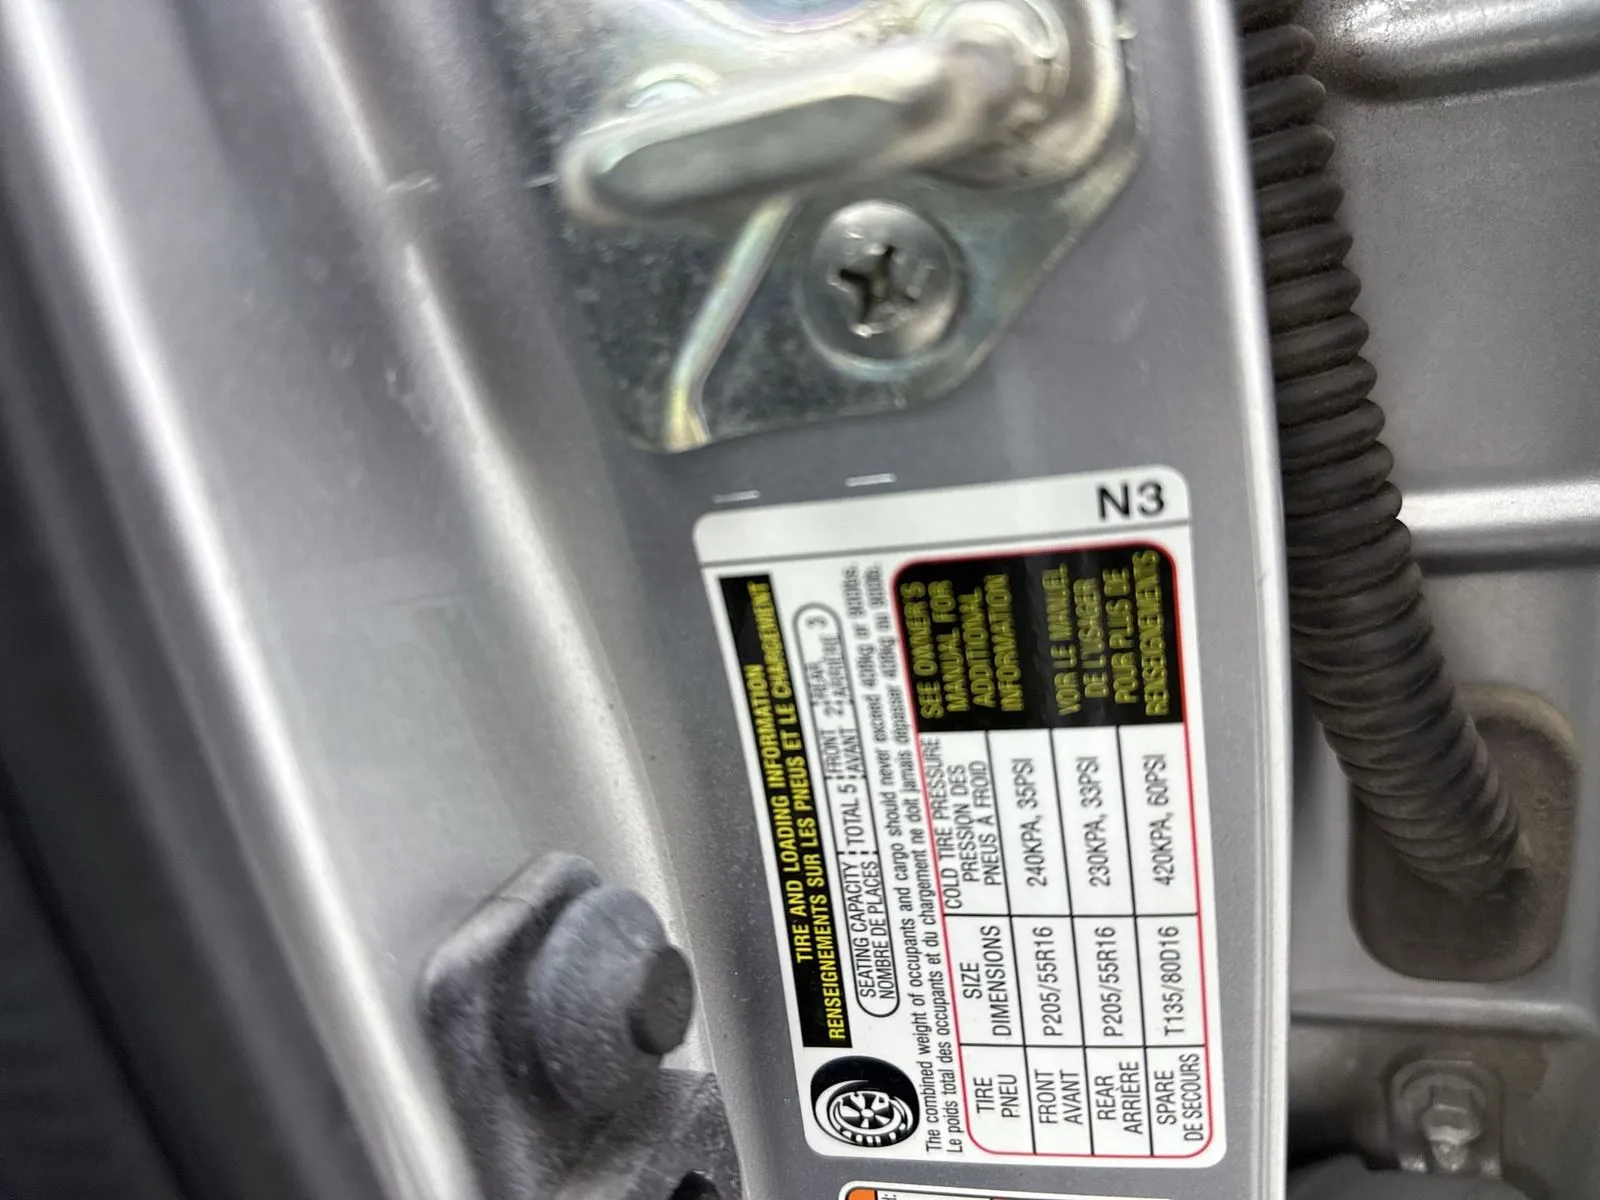 N3
TIRE AND LOADING INFORMATION
RENSEIGNEMENTS SUR LES PNEUS ET LE CHARGEMENT
SEATING CAPACITY TOTAL 5 FRONT 2 REAR 3
NOMBRE DE PLACES AVANT ARRIÈRE
The combined weight of occupants and cargo should never exceed 408kg or 900lbs.
Le poids total des occupants et du chargement ne doit jamais dépasser 408kg ou 900lb.
TIRE SIZE COLD TIRE PRESSURE
PNEU DIMENSIONS PRESSION DES
PNEUS À FROID
FRONT P205/55R16 240KPA, 35PSI
AVANT
REAR P205/55R16 230KPA, 33PSI
ARRIÈRE
SPARE T135/80D16 420KPA, 60PSI
DE SECOURS
SEE OWNER'S
MANUAL FOR
ADDITIONAL
INFORMATION
VOIR LE MANUEL
DE L'USAGER
POUR PLUS DE
RENSEIGNEMENTS